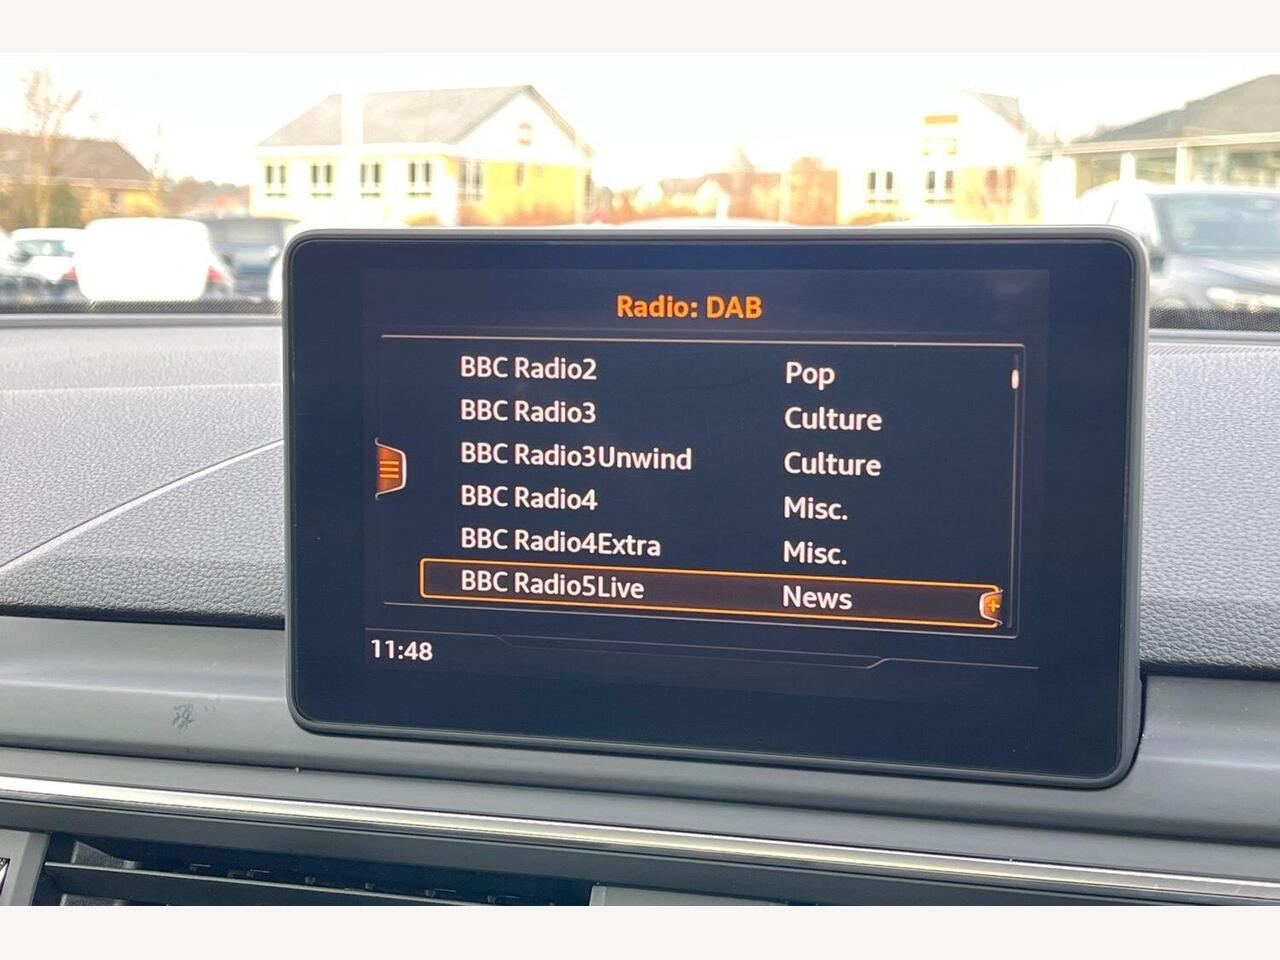 Radio: DAB
BBC Radio2 Pop
BBC Radio3 Culture
BBC Radio3Unwind Culture
BBC Radio4 Misc.
BBC Radio4Extra Misc.
BBC Radio5Live News
11:48